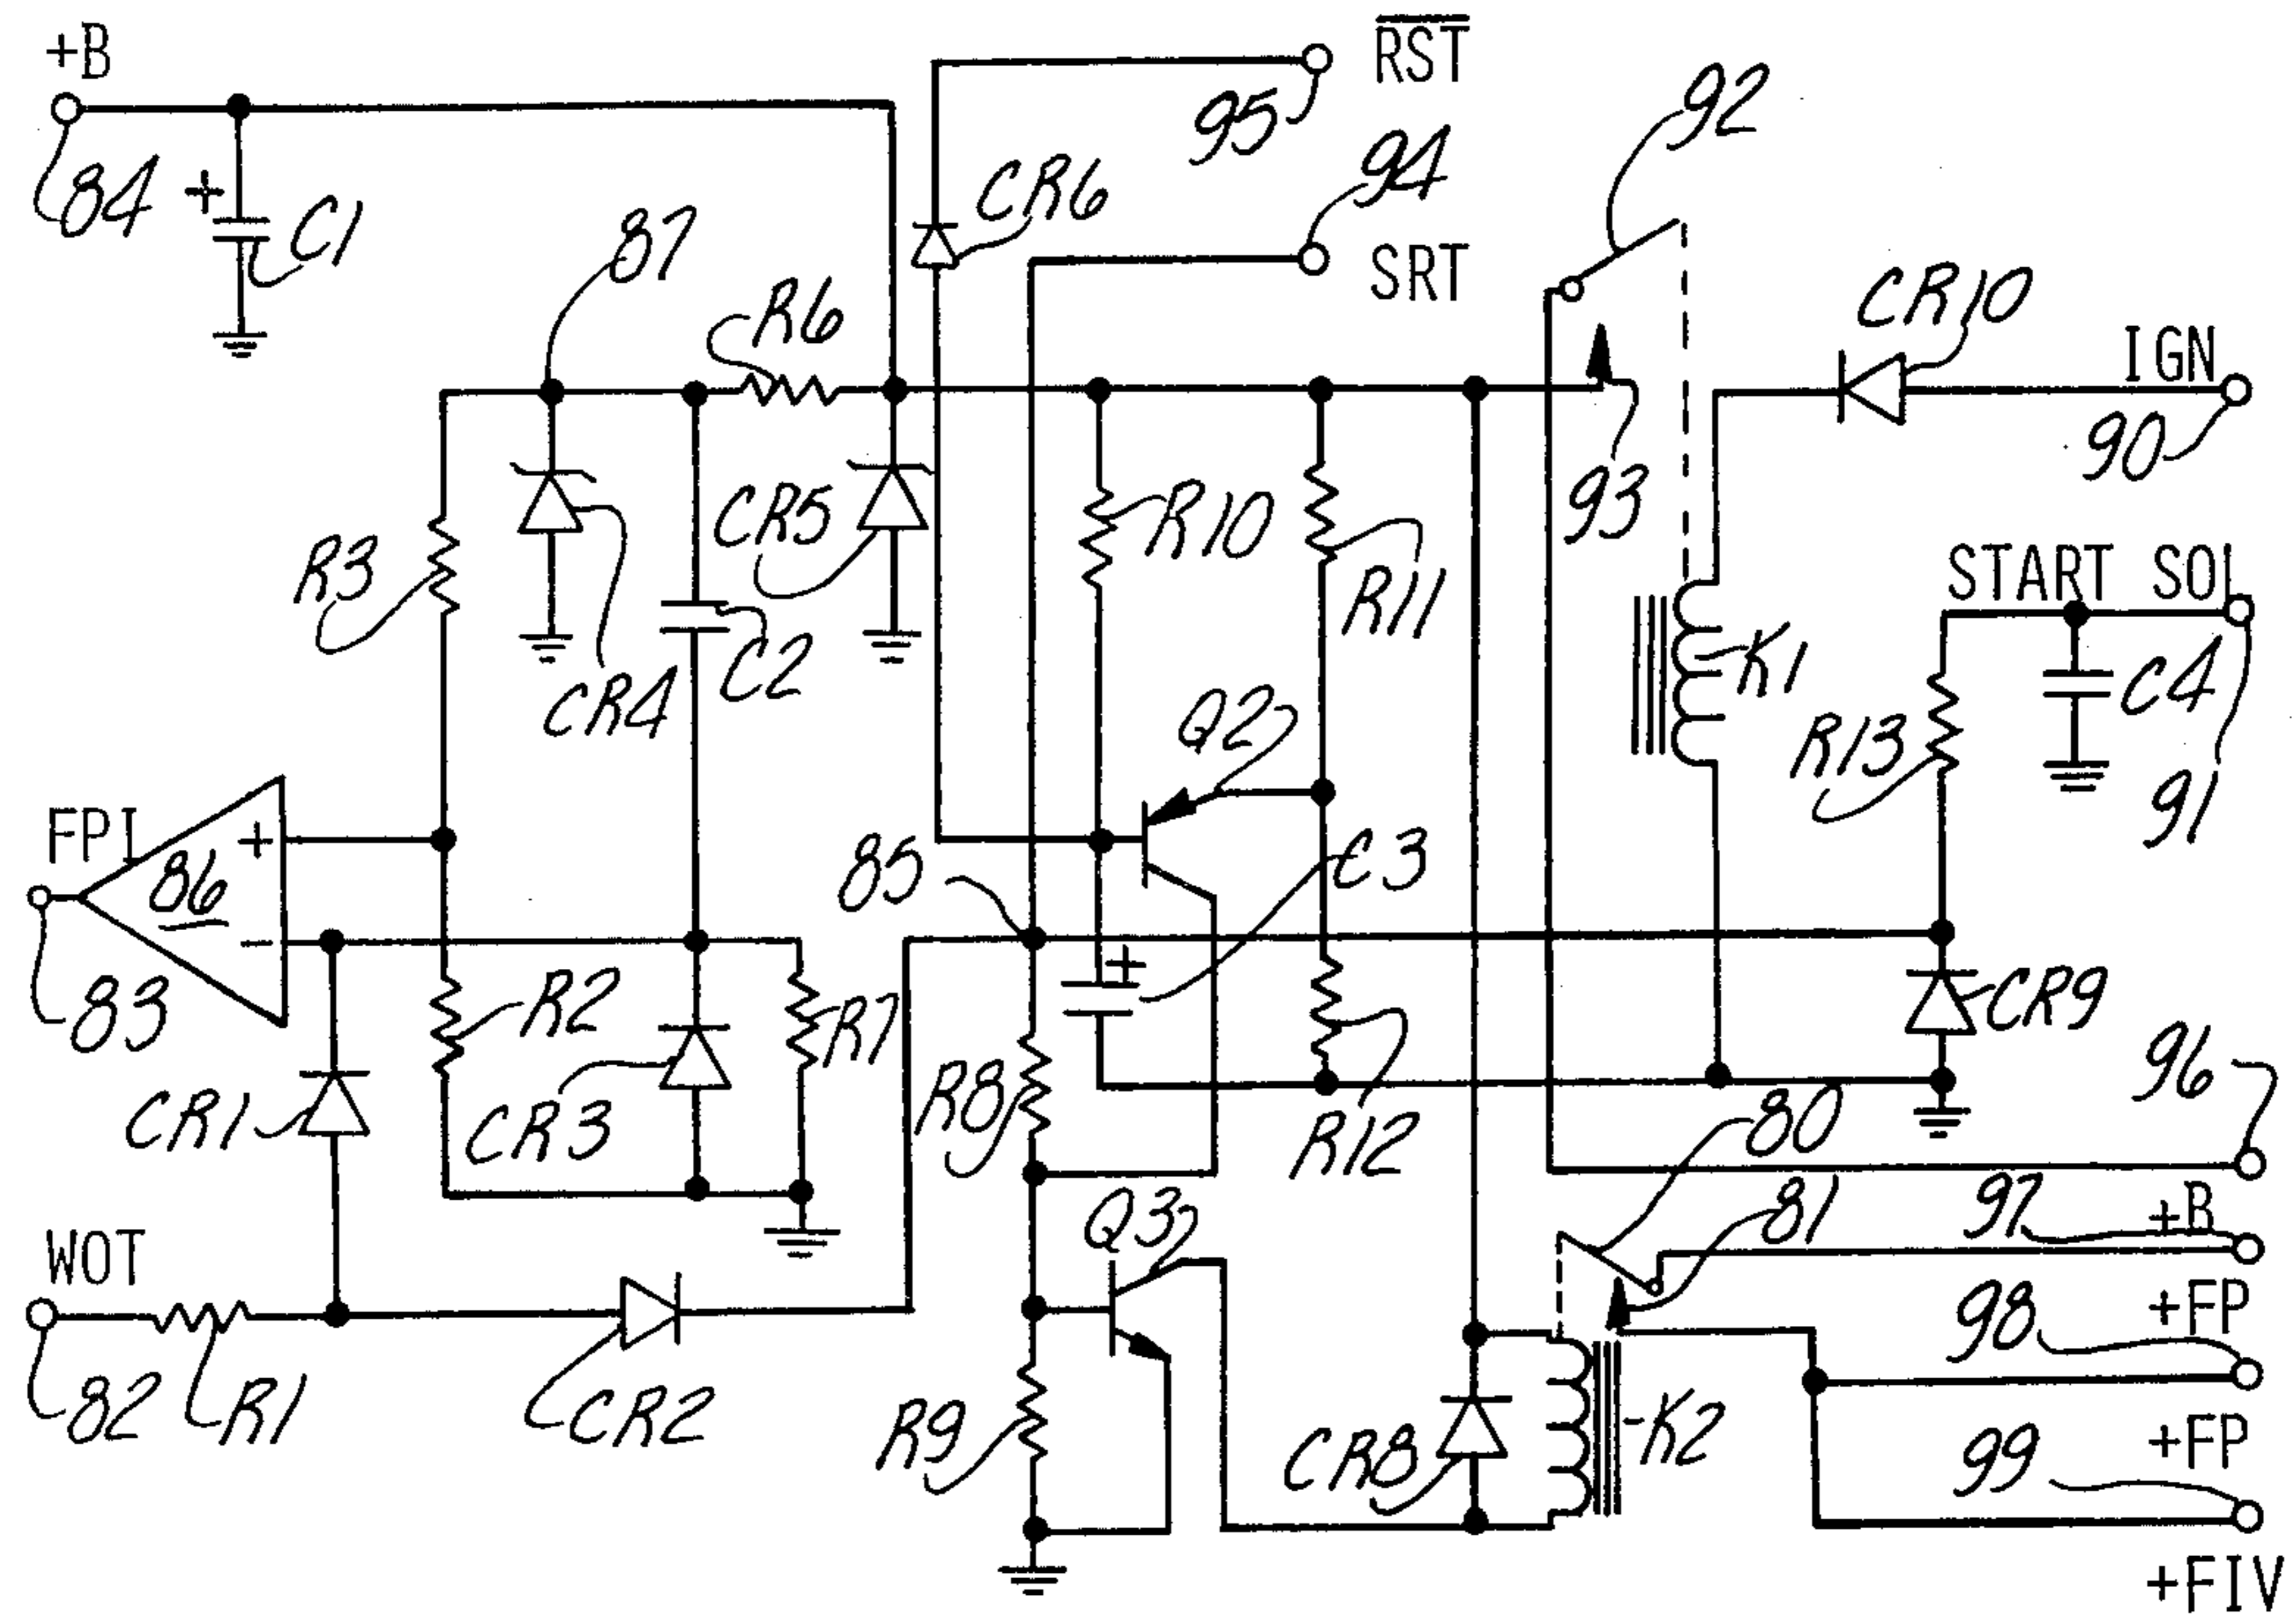 +B
R̅S̅T̅
92
95
94
84
+
C1
CR6
87
SRT
R6
CR10
IGN
90
93
CR5
R10
R3
R11
START SOL
C2
K1
C4
CR4
Q2
R13
91
FPI
+
86
85
C3
-
+
83
R2
R7
CR9
96
CR1
CR3
R8
R12
80
97
+B
81
Q3
WOT
98
+FP
82
R1
CR2
R9
CR8
K2
+FP
99
+FIV